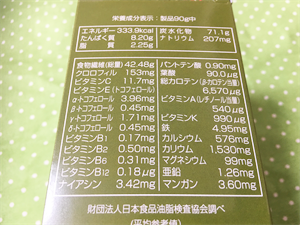 栄養成分表示：製品90g中
エネルギー 333.9kcal 炭水化物 71.1g
たんぱく質 8.20g ナトリウム 207mg
脂質 2.25g
食物繊維(総量) 42.48g パントテン酸 0.90mg
クロロフィル 153mg 葉酸 90.0μg
ビタミンC 11.7mg 総カロテン(β-カロテン含む)
ビタミンE(トコフェロール) 6,570μg
α-トコフェロール 3.96mg ビタミンA(レチノール当量)
β-トコフェロール 0.45mg 540μg
γ-トコフェロール 1.71mg ビタミンK 990μg
δ-トコフェロール 0.45mg 鉄 4.95mg
ビタミンB1 0.17mg カルシウム 576mg
ビタミンB2 0.50mg カリウム 1,530mg
ビタミンB6 0.31mg マグネシウム 99mg
ビタミンB12 0.18μg 亜鉛 1.26mg
ナイアシン 3.42mg マンガン 3.60mg
財団法人日本食品油脂検査協会調べ
(平均参考値)